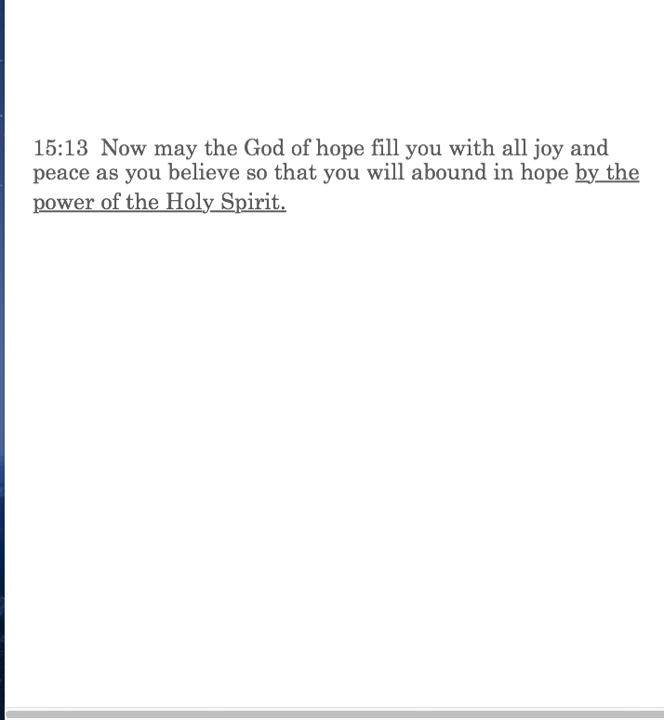 15:13  Now may the God of hope fill you with all joy and
peace as you believe so that you will abound in hope by the
power of the Holy Spirit.